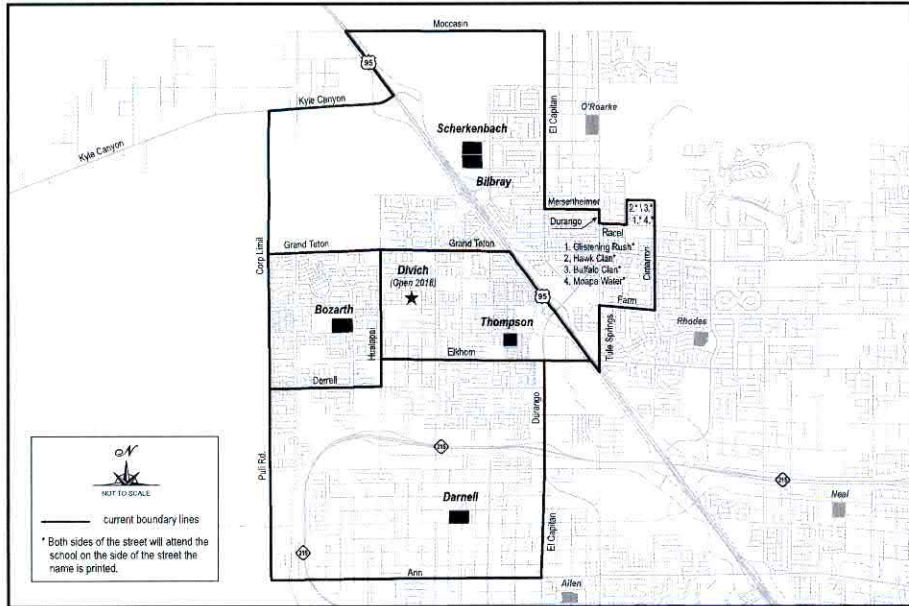 Moccasin
95
Kyle Canyon
Kyle Canyon
El Capitan
O'Roarke
Scherkenbach
Bilbray
Mersenheimer
2.* 3.*
1.* 4.*
Durango
Racel
Grand Teton
Grand Teton
Corp Limit
1. Glistening Rush*
2. Hawk Clan*
3. Buffalo Clan*
4. Moapa Water*
Cimarron
Divich
(Open 2018)
95
Farm
Bozarth
Hualapai
Thompson
Tule Springs
Rhodes
Elkhorn
Derrell
Durango
N
NOT TO SCALE
Puli Rd.
215
215
current boundary lines
Darnell
Neal
* Both sides of the street will attend the
school on the side of the street the
name is printed.
215
El Capitan
Ann
Allen